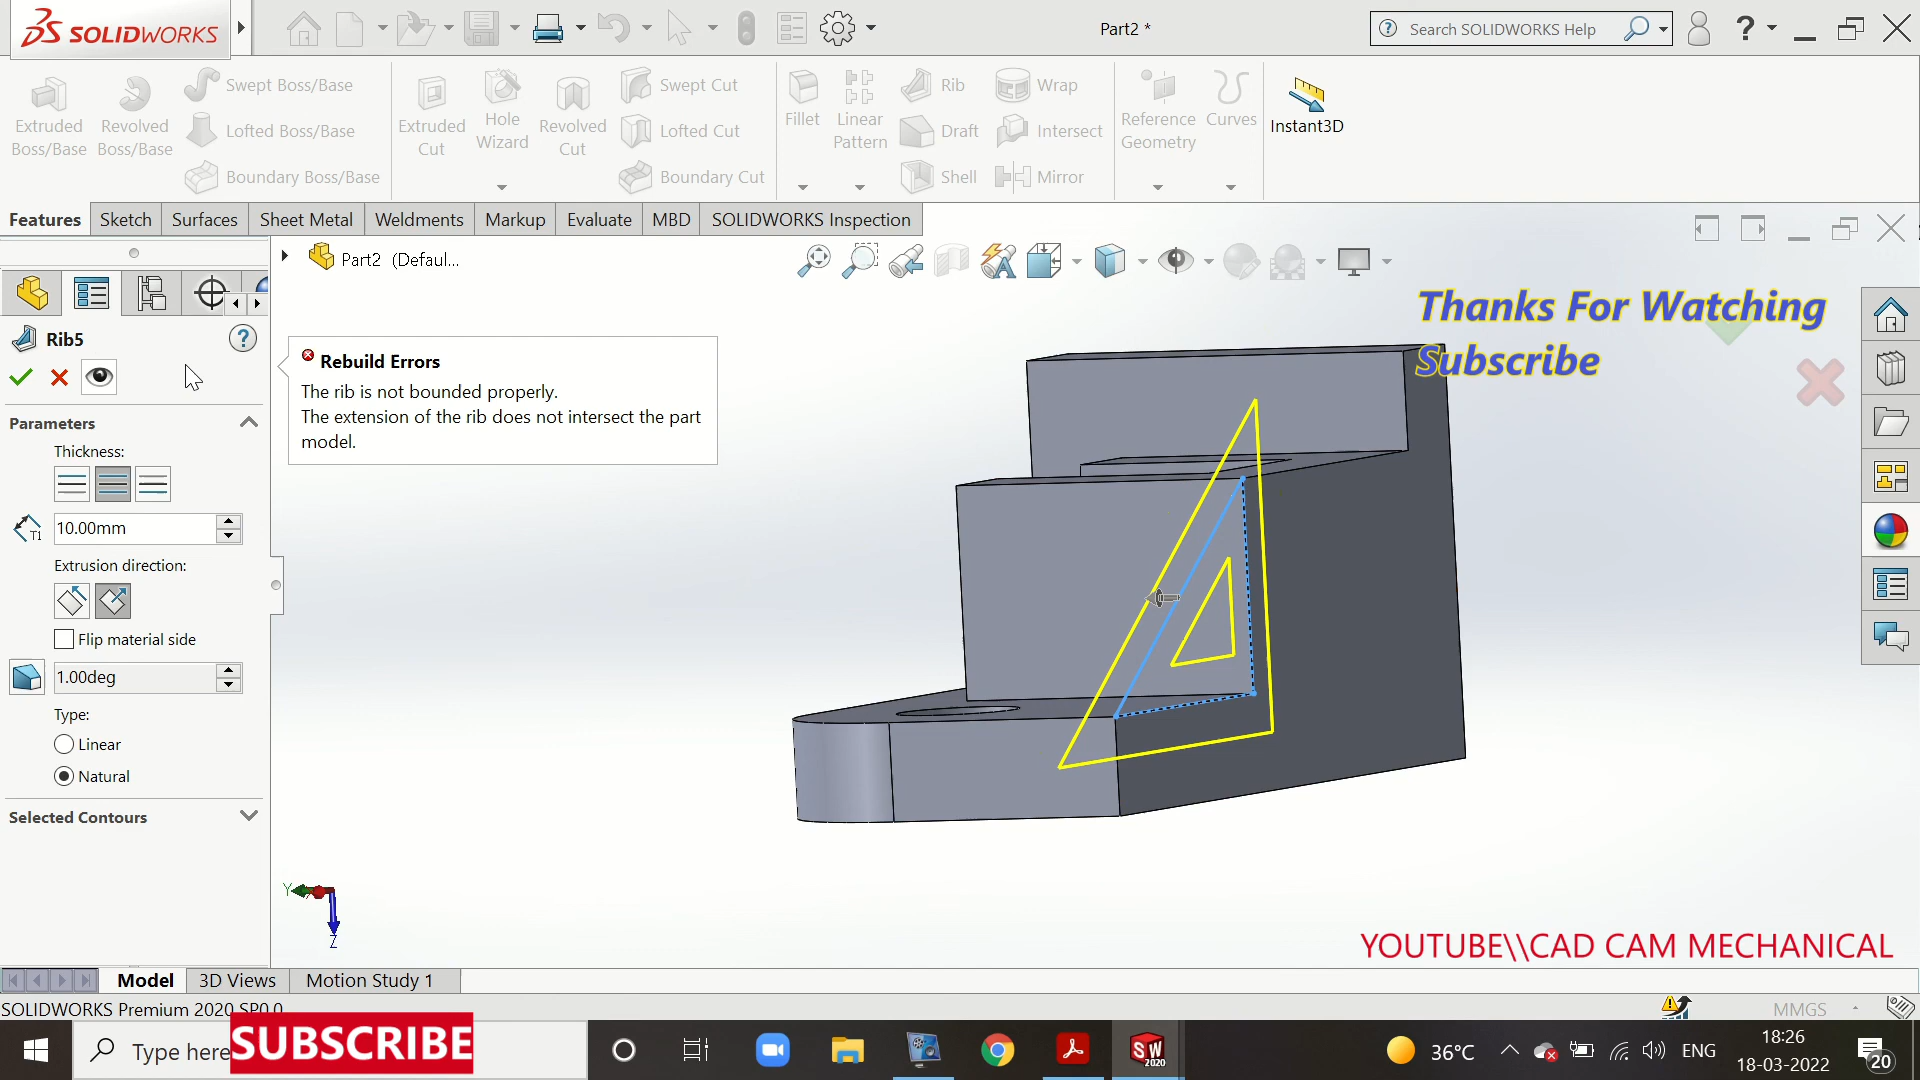 SOLIDWORKS
Part2 *
Search SOLIDWORKS Help
Extruded Boss/Base
Revolved Boss/Base
Swept Boss/Base
Lofted Boss/Base
Boundary Boss/Base
Extruded Cut
Hole Wizard
Revolved Cut
Swept Cut
Lofted Cut
Boundary Cut
Fillet
Linear Pattern
Rib
Draft
Shell
Wrap
Intersect
Mirror
Reference Geometry
Curves
Instant3D
Features
Sketch
Surfaces
Sheet Metal
Weldments
Markup
Evaluate
MBD
SOLIDWORKS Inspection
Part2 (Defaul...
Thanks For Watching
Subscribe
Rib5
Rebuild Errors
The rib is not bounded properly.
The extension of the rib does not intersect the part
model.
Parameters
Thickness:
T1
10.00mm
Extrusion direction:
Flip material side
1.00deg
Type:
Linear
Natural
Selected Contours
Y
Z
YOUTUBE\\CAD CAM MECHANICAL
Model
3D Views
Motion Study 1
SOLIDWORKS Premium 2020 SP0.0
MMGS
Type here
SUBSCRIBE
SW
2020
36°C
ENG
18:26
18-03-2022
20